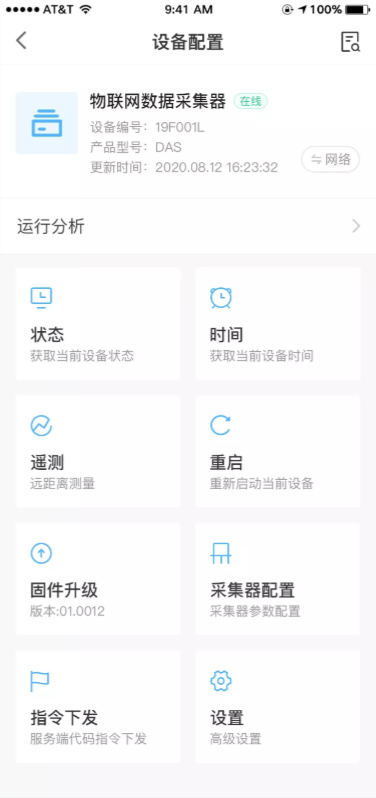 AT&T
9:41 AM
100%
设备配置
物联网数据采集器 在线
设备编号：19F001L
产品型号：DAS
更新时间：2020.08.12 16:23:32
网络
运行分析
状态
获取当前设备状态
时间
获取当前设备时间
遥测
远距离测量
重启
重新启动当前设备
固件升级
版本:01.0012
采集器配置
采集器参数配置
指令下发
服务端代码指令下发
设置
高级设置